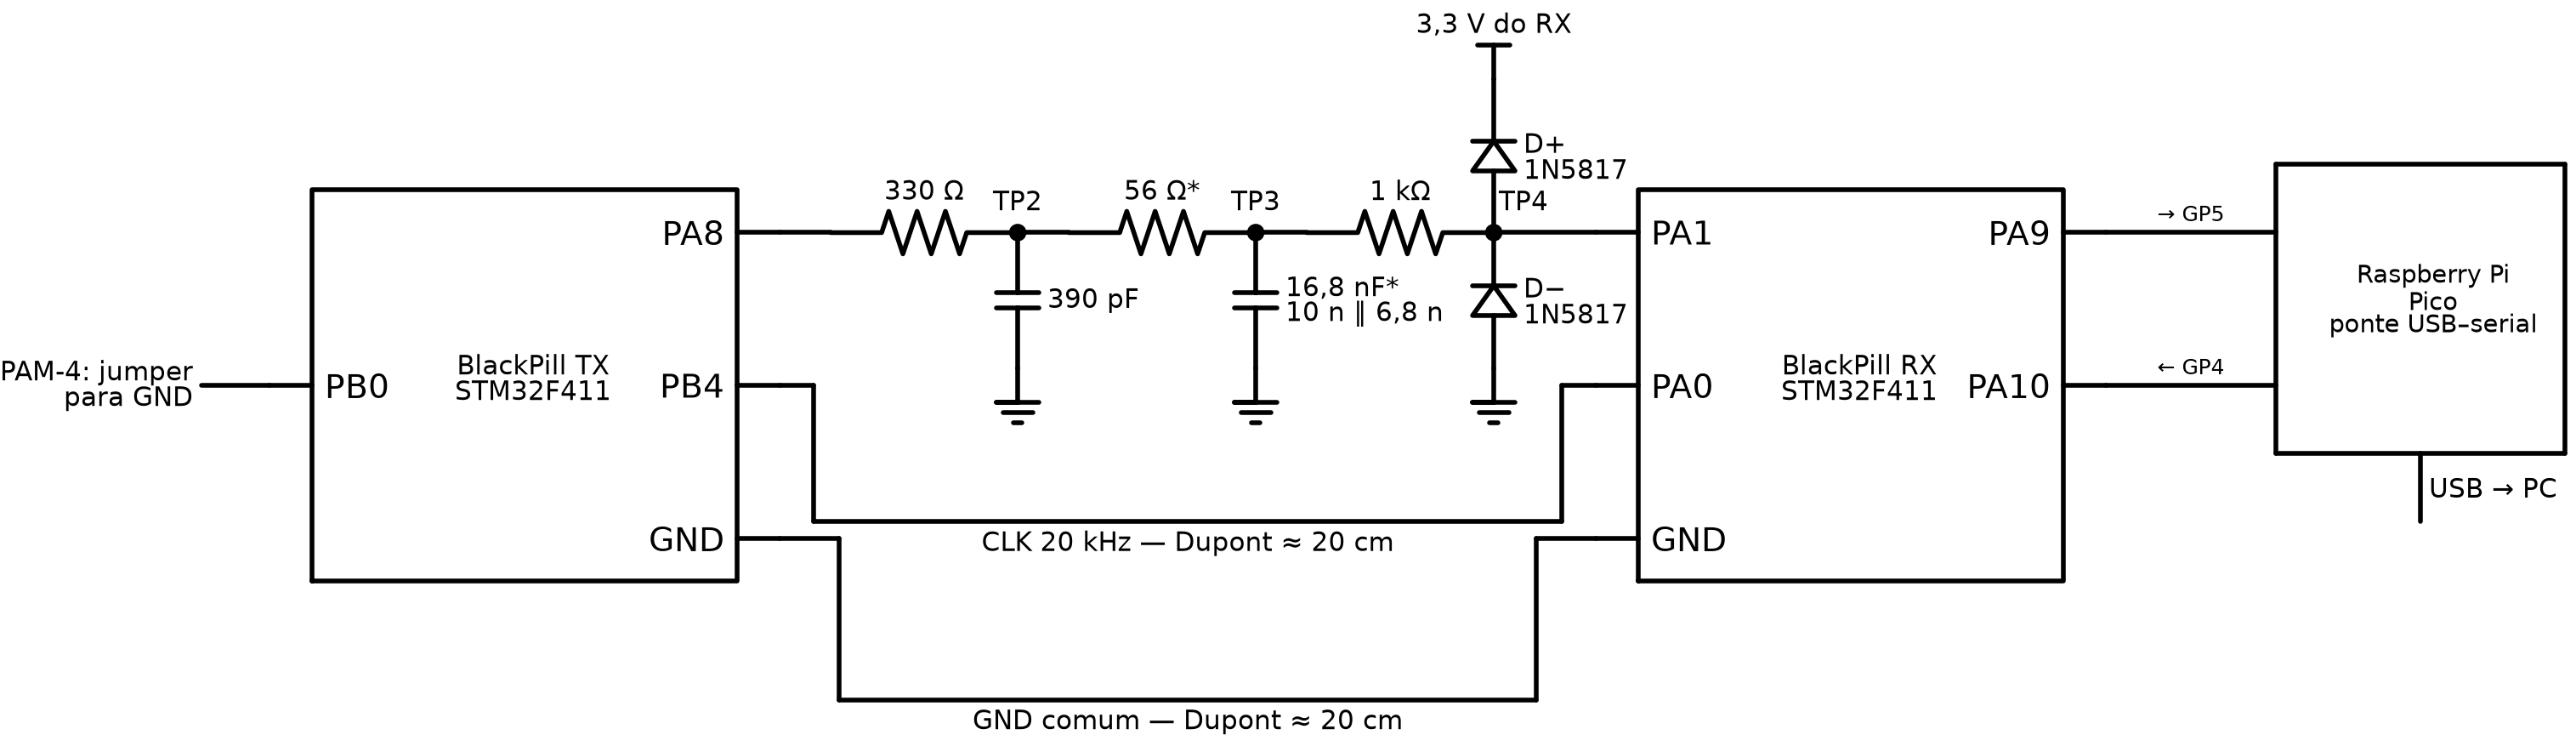 3,3 V do RX
D+
1N5817
330 Ω
TP2
56 Ω*
TP3
1 kΩ
TP4
PA8
PA1
PA9
→ GP5
390 pF
16,8 nF*
10 n ∥ 6,8 n
D−
1N5817
Raspberry Pi
Pico
ponte USB–serial
PAM-4: jumper
para GND
PB0
BlackPill TX
STM32F411
PB4
PA0
BlackPill RX
STM32F411
PA10
← GP4
USB → PC
GND
CLK 20 kHz — Dupont ≈ 20 cm
GND
GND comum — Dupont ≈ 20 cm